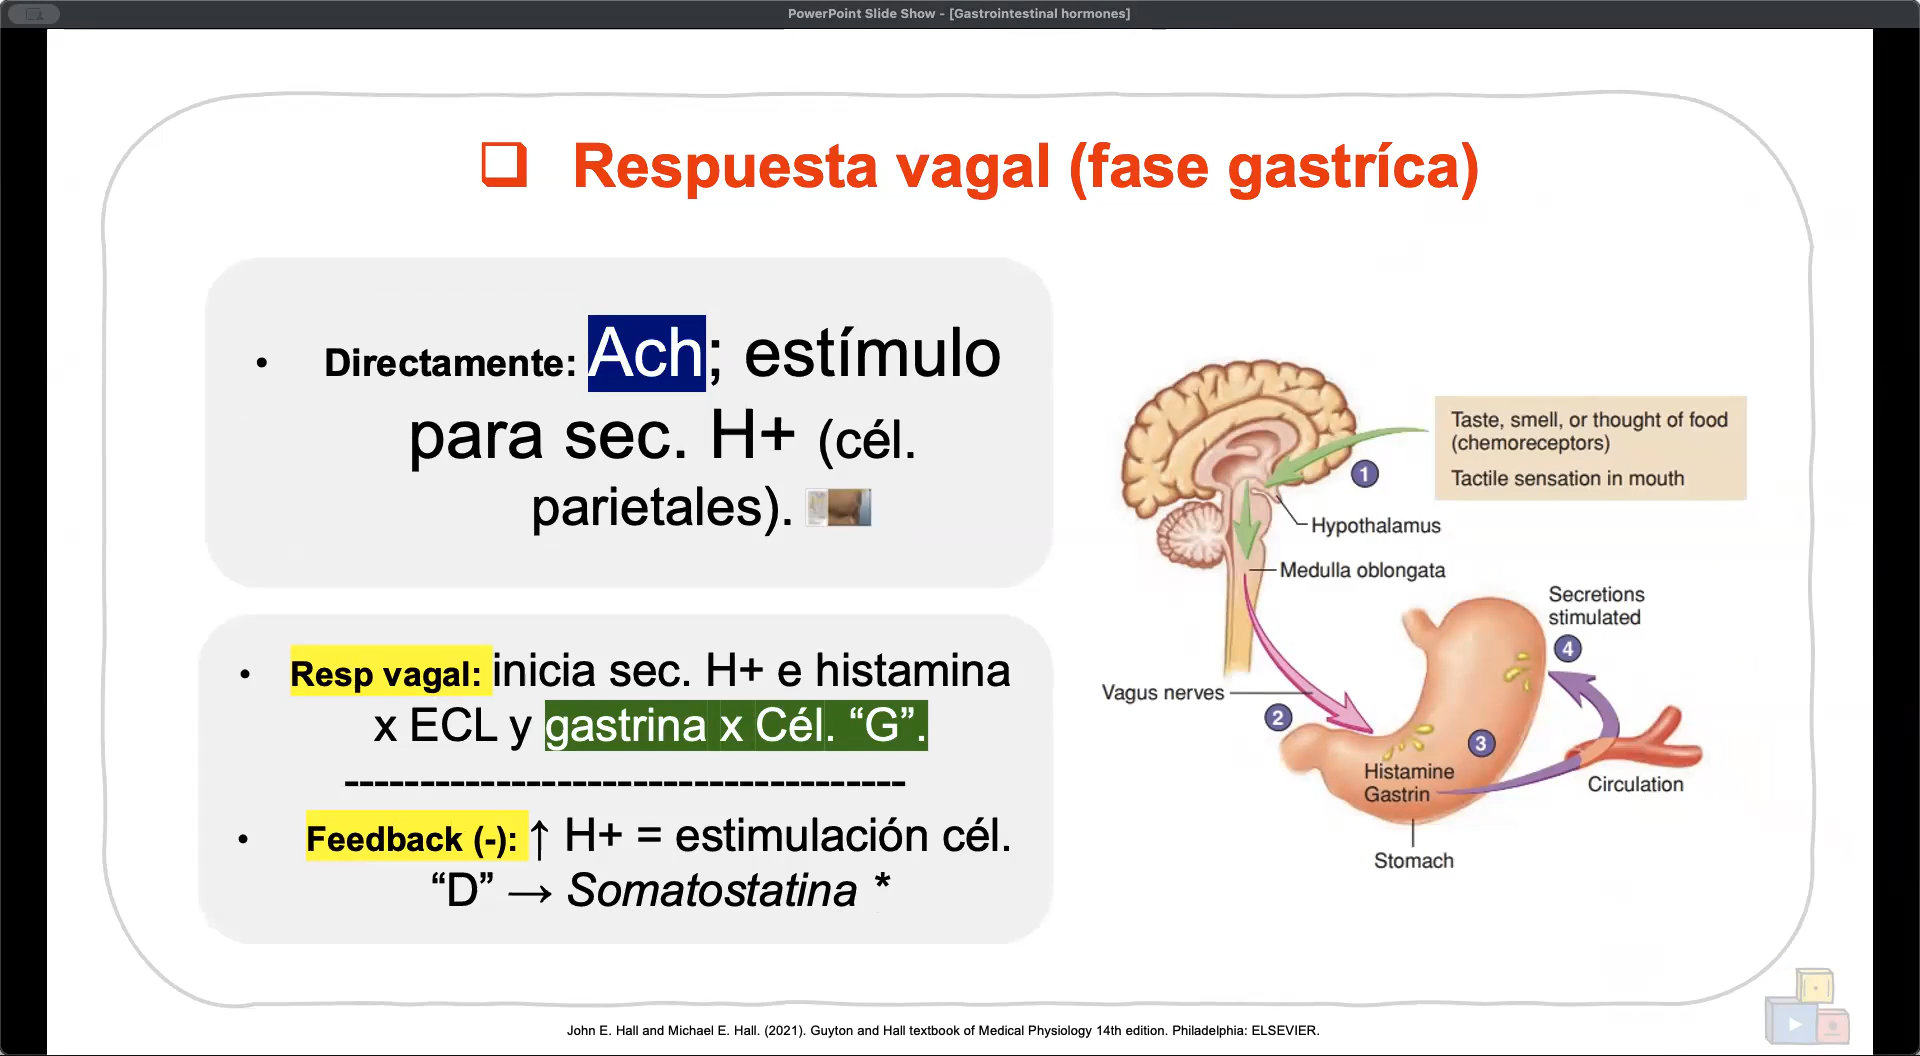 PowerPoint Slide Show - [Gastrointestinal hormones]
❑ Respuesta vagal (fase gastríca)
• Directamente: Ach; estímulo
para sec. H+ (cél.
parietales).
• Resp vagal: inicia sec. H+ e histamina
x ECL y gastrina x Cél. “G”.
-------------------------------------
• Feedback (-): ↑ H+ = estimulación cél.
“D” → Somatostatina *
Taste, smell, or thought of food
(chemoreceptors)
Tactile sensation in mouth
1
Hypothalamus
Medulla oblongata
Secretions
stimulated
4
Vagus nerves
2
3
Histamine
Gastrin
Circulation
Stomach
John E. Hall and Michael E. Hall. (2021). Guyton and Hall textbook of Medical Physiology 14th edition. Philadelphia: ELSEVIER.